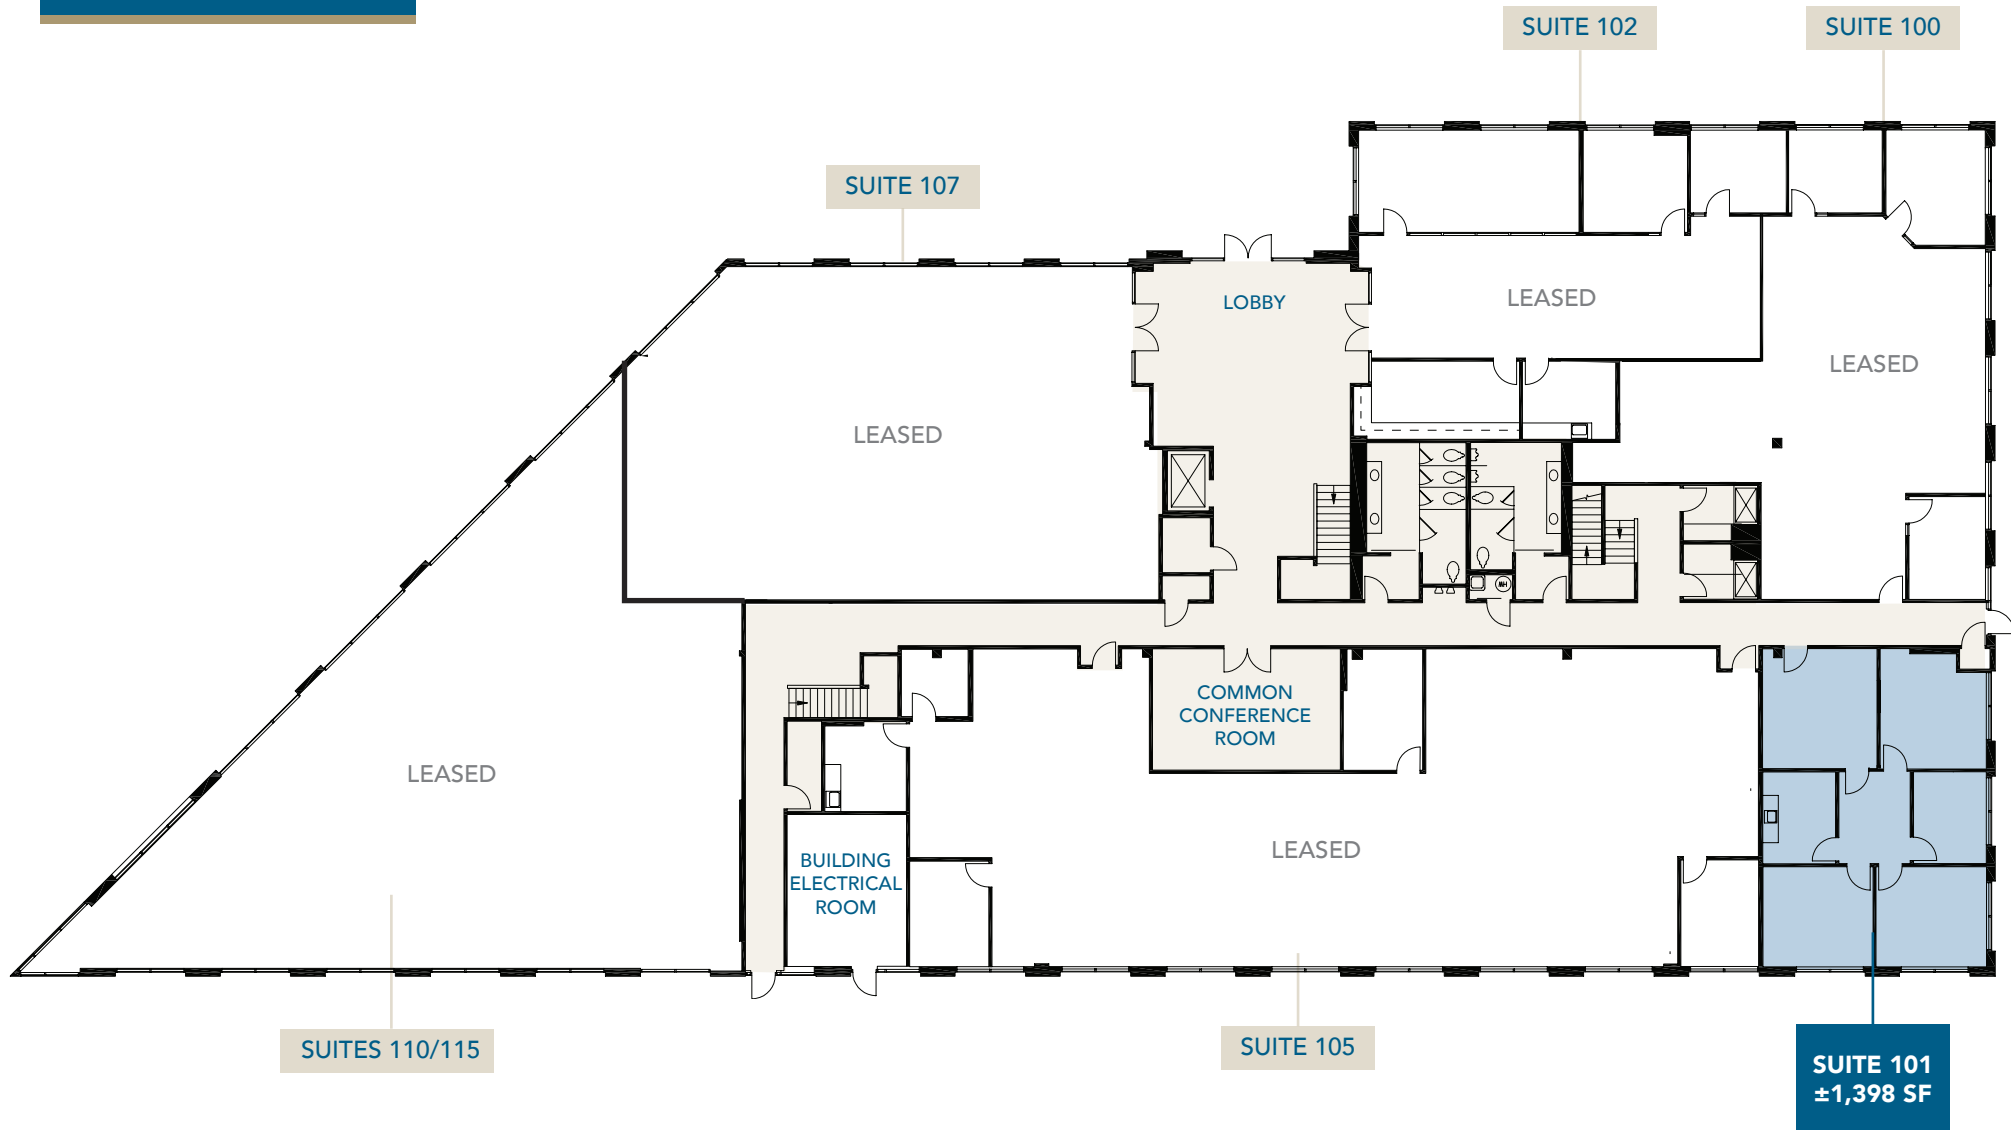 SUITE 102
SUITE 100
SUITE 107
LOBBY
LEASED
LEASED
LEASED
WH
COMMON
CONFERENCE
ROOM
LEASED
LEASED
BUILDING
ELECTRICAL
ROOM
SUITES 110/115
SUITE 105
SUITE 101
±1,398 SF